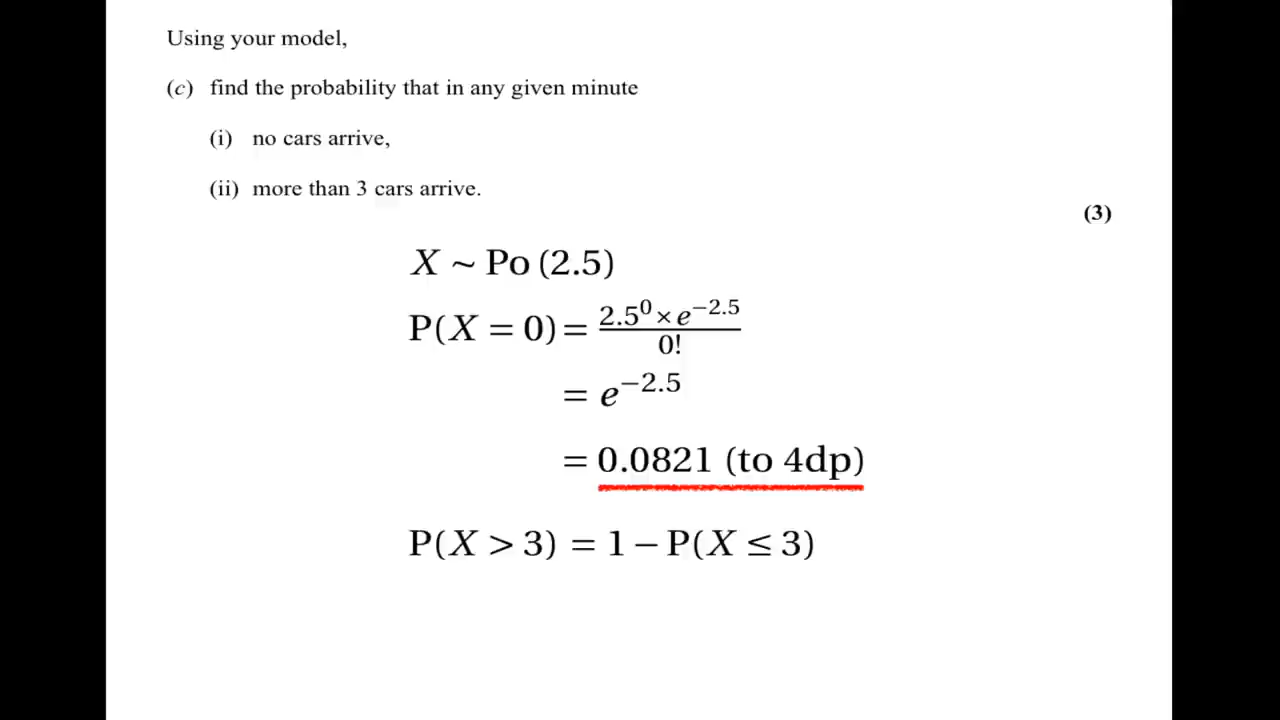 Using your model,
(c) find the probability that in any given minute
(i) no cars arrive,
(ii) more than 3 cars arrive.
(3)
X ~ Po (2.5)
P(X = 0) = 2.5⁰ × e⁻²·⁵ / 0!
= e⁻²·⁵
= 0.0821 (to 4dp)
P(X > 3) = 1 − P(X ≤ 3)